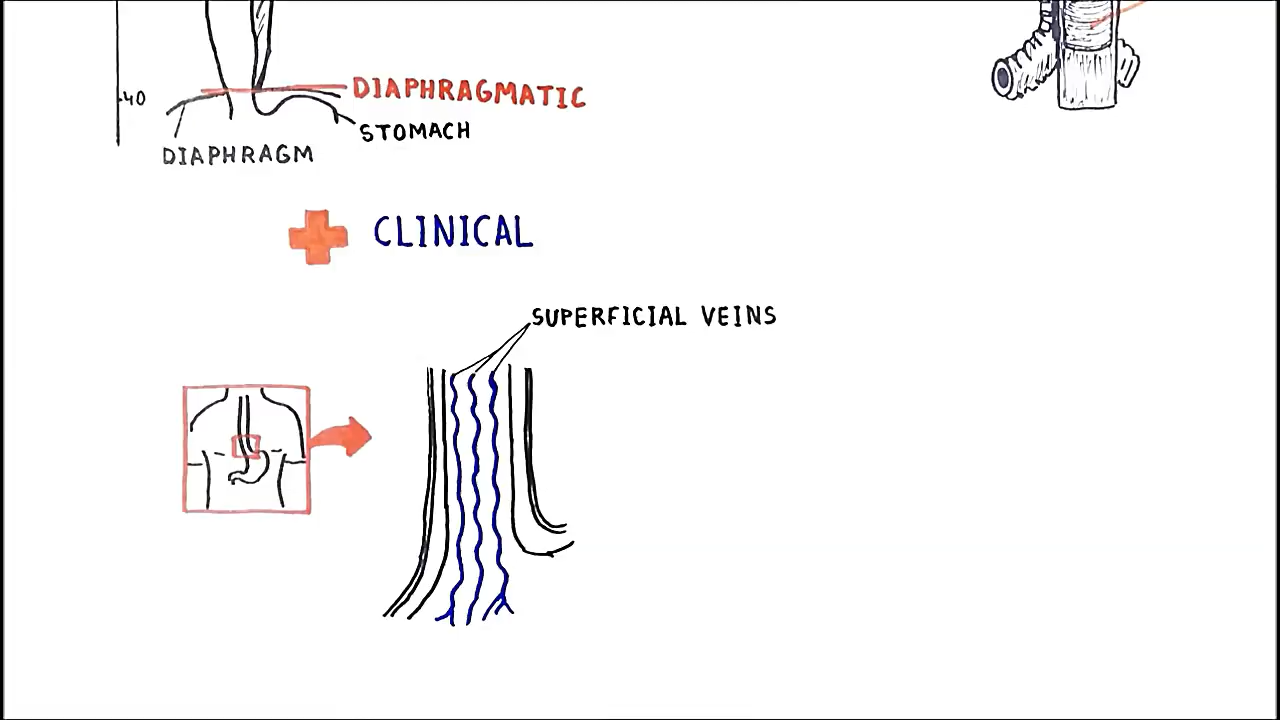 40
DIAPHRAGMATIC
STOMACH
DIAPHRAGM
CLINICAL
SUPERFICIAL VEINS